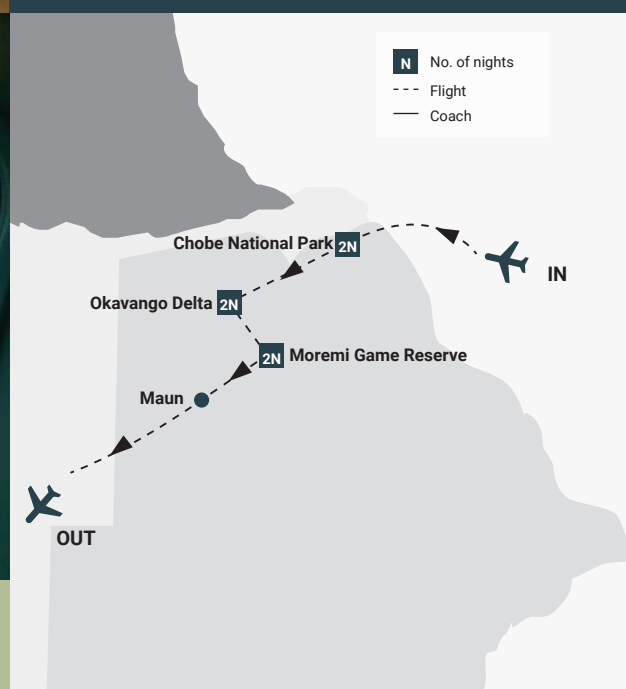 N No. of nights
Flight
Coach
Chobe National Park 2N
IN
Okavango Delta 2N
2N Moremi Game Reserve
Maun
OUT